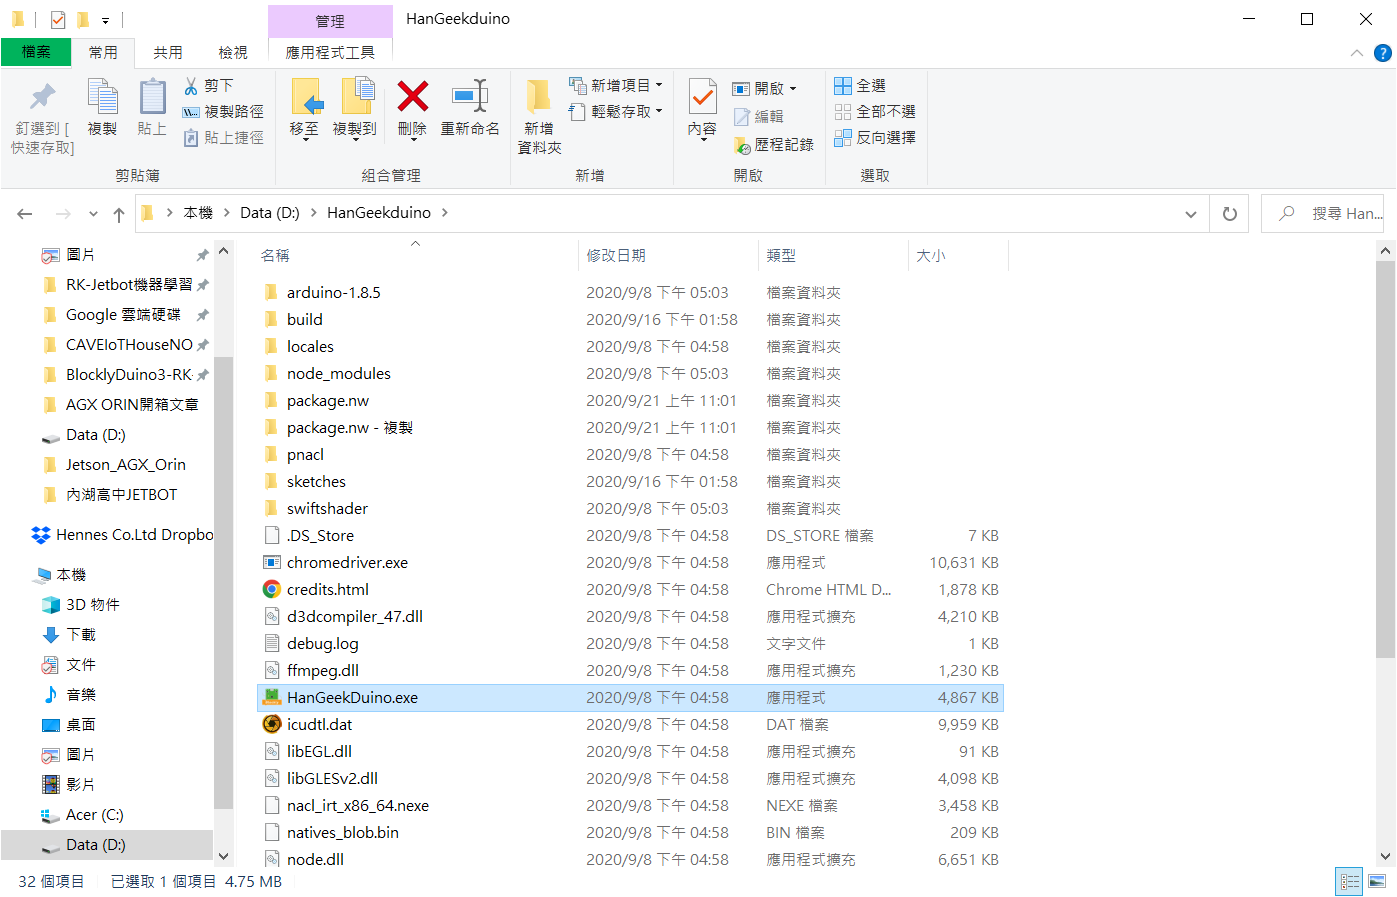 管理
HanGeekduino
檔案
常用
共用
檢視
應用程式工具
釘選到 [
快速存取]
複製
貼上
剪下
複製路徑
貼上捷徑
剪貼簿
移至
複製到
刪除
重新命名
組合管理
新增
資料夾
新增項目
輕鬆存取
新增
內容
開啟
編輯
歷程記錄
開啟
全選
全部不選
反向選擇
選取
本機 > Data (D:) > HanGeekduino >
搜尋 Han...
圖片
RK-Jetbot機器學習
Google 雲端硬碟
CAVEIoTHouseNO
BlocklyDuino3-RK-
AGX ORIN開箱文章
Data (D:)
Jetson_AGX_Orin
內湖高中JETBOT
Hennes Co.Ltd Dropbo
本機
3D 物件
下載
文件
音樂
桌面
圖片
影片
Acer (C:)
Data (D:)
名稱 修改日期 類型 大小
arduino-1.8.5 2020/9/8 下午 05:03 檔案資料夾
build 2020/9/16 下午 01:58 檔案資料夾
locales 2020/9/8 下午 04:58 檔案資料夾
node_modules 2020/9/8 下午 05:03 檔案資料夾
package.nw 2020/9/21 上午 11:01 檔案資料夾
package.nw - 複製 2020/9/21 上午 11:01 檔案資料夾
pnacl 2020/9/8 下午 04:58 檔案資料夾
sketches 2020/9/16 下午 01:58 檔案資料夾
swiftshader 2020/9/8 下午 05:03 檔案資料夾
.DS_Store 2020/9/8 下午 04:58 DS_STORE 檔案 7 KB
chromedriver.exe 2020/9/8 下午 04:58 應用程式 10,631 KB
credits.html 2020/9/8 下午 04:58 Chrome HTML D... 1,878 KB
d3dcompiler_47.dll 2020/9/8 下午 04:58 應用程式擴充 4,210 KB
debug.log 2020/9/8 下午 04:58 文字文件 1 KB
ffmpeg.dll 2020/9/8 下午 04:58 應用程式擴充 1,230 KB
HanGeekDuino.exe 2020/9/8 下午 04:58 應用程式 4,867 KB
icudtl.dat 2020/9/8 下午 04:58 DAT 檔案 9,959 KB
libEGL.dll 2020/9/8 下午 04:58 應用程式擴充 91 KB
libGLESv2.dll 2020/9/8 下午 04:58 應用程式擴充 4,098 KB
nacl_irt_x86_64.nexe 2020/9/8 下午 04:58 NEXE 檔案 3,458 KB
natives_blob.bin 2020/9/8 下午 04:58 BIN 檔案 209 KB
node.dll 2020/9/8 下午 04:58 應用程式擴充 6,651 KB
32 個項目 已選取 1 個項目 4.75 MB